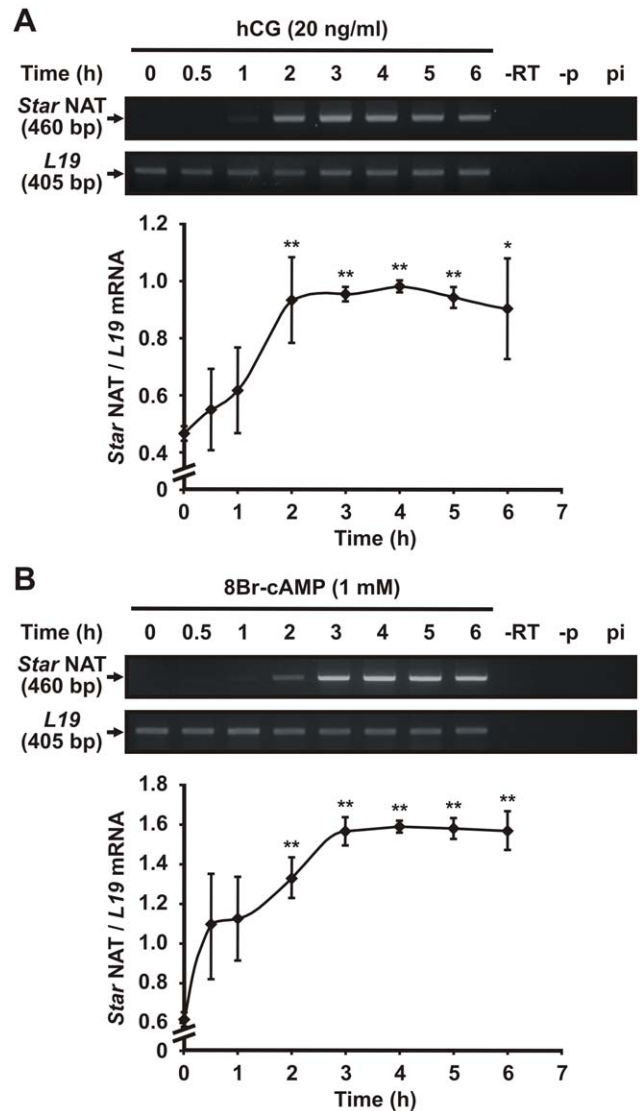 A
hCG (20 ng/ml)
Time (h) 0 0.5 1 2 3 4 5 6 -RT -p pi
Star NAT
(460 bp)
L19
(405 bp)
Star NAT / L19 mRNA
1.2
1.0
0.8
0.6
0.4
0
** ** ** ** *
0 1 2 3 4 5 6 7
Time (h)
B
8Br-cAMP (1 mM)
Time (h) 0 0.5 1 2 3 4 5 6 -RT -p pi
Star NAT
(460 bp)
L19
(405 bp)
Star NAT / L19 mRNA
1.8
1.6
1.4
1.2
1.0
0.8
0.6
0
** ** ** ** **
0 1 2 3 4 5 6 7
Time (h)